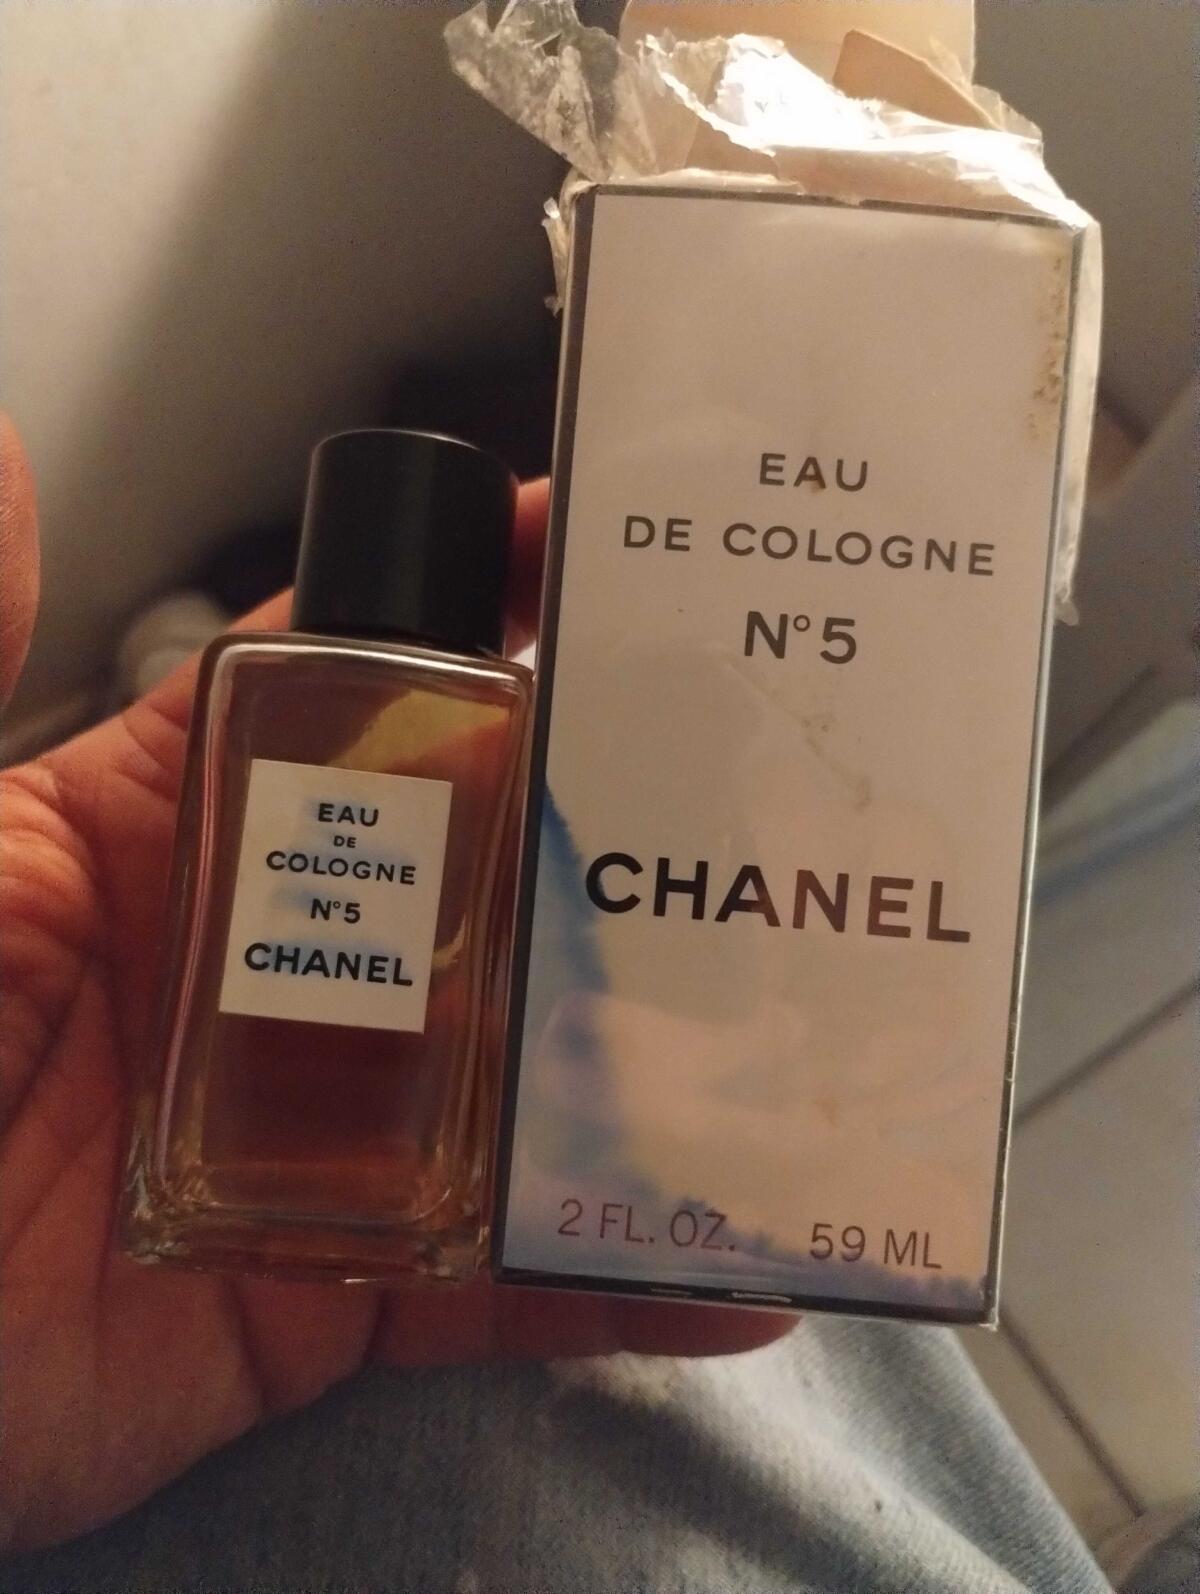 EAU
DE COLOGNE
N°5
CHANEL
2 FL. OZ. 59 ML
EAU
DE
COLOGNE
N°5
CHANEL